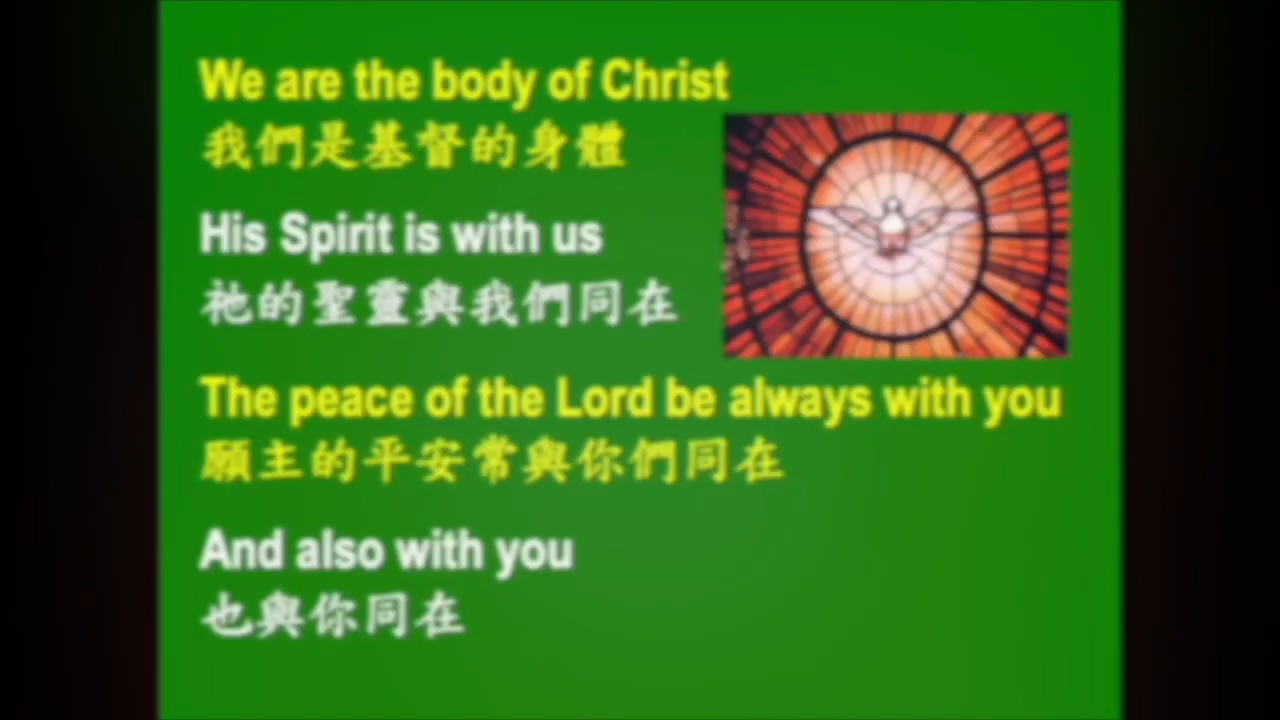 We are the body of Christ
我們是基督的身體
His Spirit is with us
祂的聖靈與我們同在
The peace of the Lord be always with you
願主的平安常與你們同在
And also with you
也與你同在